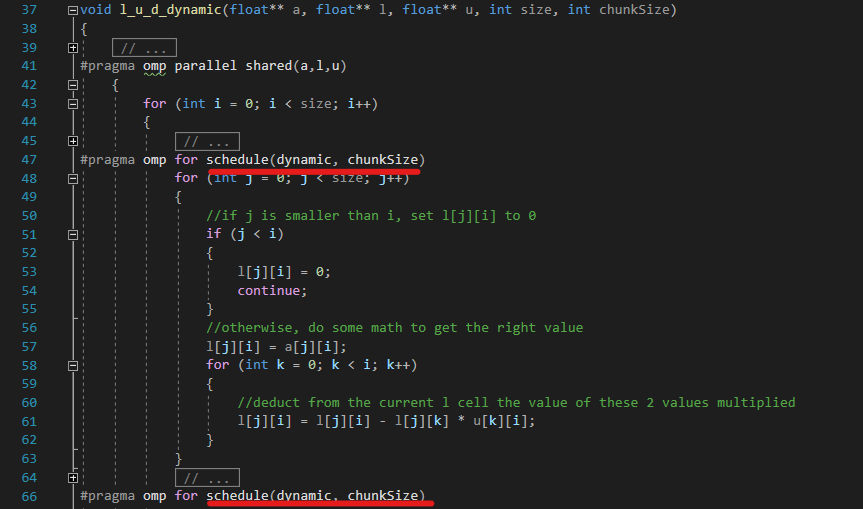 37 void l_u_d_dynamic(float** a, float** l, float** u, int size, int chunkSize)
38 {
39 // ...
41 #pragma omp parallel shared(a,l,u)
42 {
43 for (int i = 0; i < size; i++)
44 {
45 // ...
47 #pragma omp for schedule(dynamic, chunkSize)
48 for (int j = 0; j < size; j++)
49 {
50 //if j is smaller than i, set l[j][i] to 0
51 if (j < i)
52 {
53 l[j][i] = 0;
54 continue;
55 }
56 //otherwise, do some math to get the right value
57 l[j][i] = a[j][i];
58 for (int k = 0; k < i; k++)
59 {
60 //deduct from the current l cell the value of these 2 values multiplied
61 l[j][i] = l[j][i] - l[j][k] * u[k][i];
62 }
63 }
64 // ...
66 #pragma omp for schedule(dynamic, chunkSize)